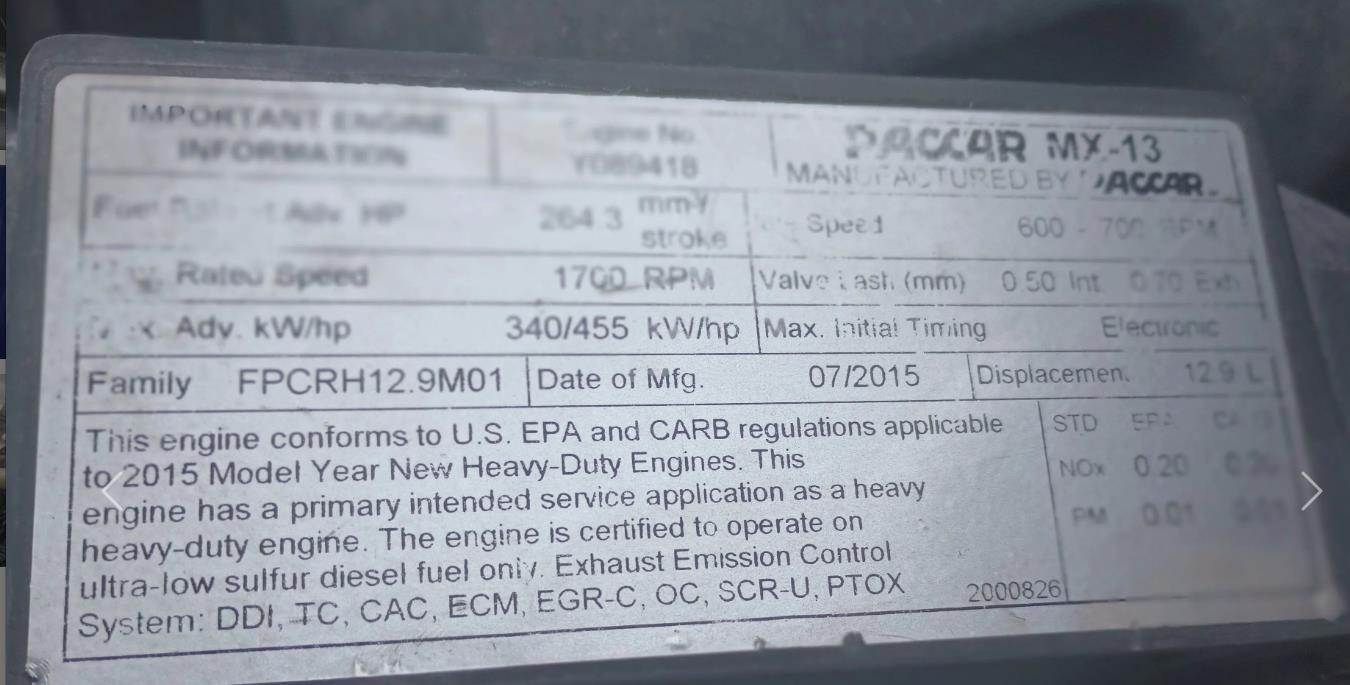 IMPORTANT ENGINE
INFORMATION
Engine No
Y089418
PACCAR MX-13
MANUFACTURED BY PACCAR
Fuel Adv. HP 264.3 mm³/
stroke
Speed 600 - 700 RPM
Rated Speed 1700 RPM
Valve Lash (mm) 0.50 Int 0.70 Exh
Adv. kW/hp 340/455 kW/hp
Max. Initial Timing Electronic
Family FPCRH12.9M01
Date of Mfg. 07/2015
Displacement 12.9 L
This engine conforms to U.S. EPA and CARB regulations applicable
to 2015 Model Year New Heavy-Duty Engines. This
engine has a primary intended service application as a heavy
heavy-duty engine. The engine is certified to operate on
ultra-low sulfur diesel fuel only. Exhaust Emission Control
System: DDI, TC, CAC, ECM, EGR-C, OC, SCR-U, PTOX
STD EPA
NOx 0.20
PM 0.01
2000826